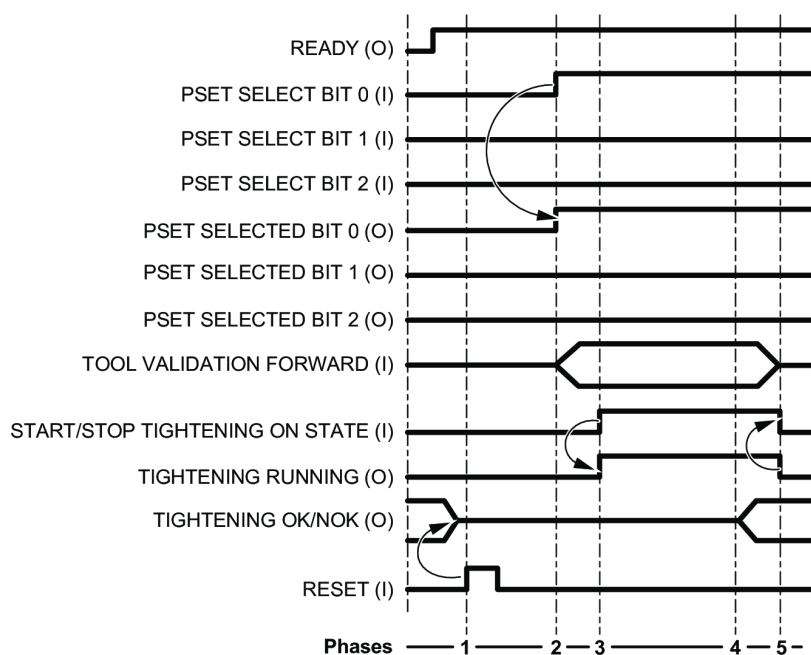 READY (O)
PSET SELECT BIT 0 (I)
PSET SELECT BIT 1 (I)
PSET SELECT BIT 2 (I)
PSET SELECTED BIT 0 (O)
PSET SELECTED BIT 1 (O)
PSET SELECTED BIT 2 (O)
TOOL VALIDATION FORWARD (I)
START/STOP TIGHTENING ON STATE (I)
TIGHTENING RUNNING (O)
TIGHTENING OK/NOK (O)
RESET (I)
Phases 1 2 3 4 5